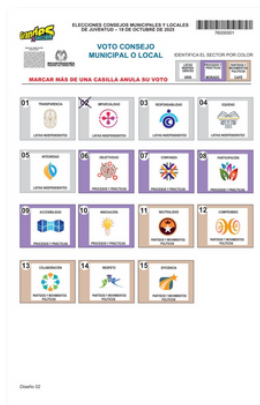 ELECCIONES CONSEJOS MUNICIPALES Y LOCALES
DE JUVENTUD – 19 DE OCTUBRE DE 2025
VOTO CONSEJO
MUNICIPAL O LOCAL
IDENTIFICA EL SECTOR POR COLOR
MARCAR MÁS DE UNA CASILLA ANULA SU VOTO
01
TRANSPARENCIA
LISTAS INDEPENDIENTES
02
IMPARCIALIDAD
LISTAS INDEPENDIENTES
03
RESPONSABILIDAD
LISTAS INDEPENDIENTES
04
EQUIDAD
LISTAS INDEPENDIENTES
05
INTEGRIDAD
LISTAS INDEPENDIENTES
06
OBJETIVIDAD
PROCESOS Y PRÁCTICAS
07
CONFIANZA
PROCESOS Y PRÁCTICAS
08
PARTICIPACIÓN
PROCESOS Y PRÁCTICAS
09
ACCESIBILIDAD
PROCESOS Y PRÁCTICAS
10
INNOVACIÓN
PROCESOS Y PRÁCTICAS
11
NEUTRALIDAD
PARTIDOS Y MOVIMIENTOS
POLÍTICOS
12
COMPROMISO
PARTIDOS Y MOVIMIENTOS
POLÍTICOS
13
COLABORACIÓN
PARTIDOS Y MOVIMIENTOS
POLÍTICOS
14
RESPETO
PARTIDOS Y MOVIMIENTOS
POLÍTICOS
15
EFICIENCIA
PARTIDOS Y MOVIMIENTOS
POLÍTICOS
Diseño 02